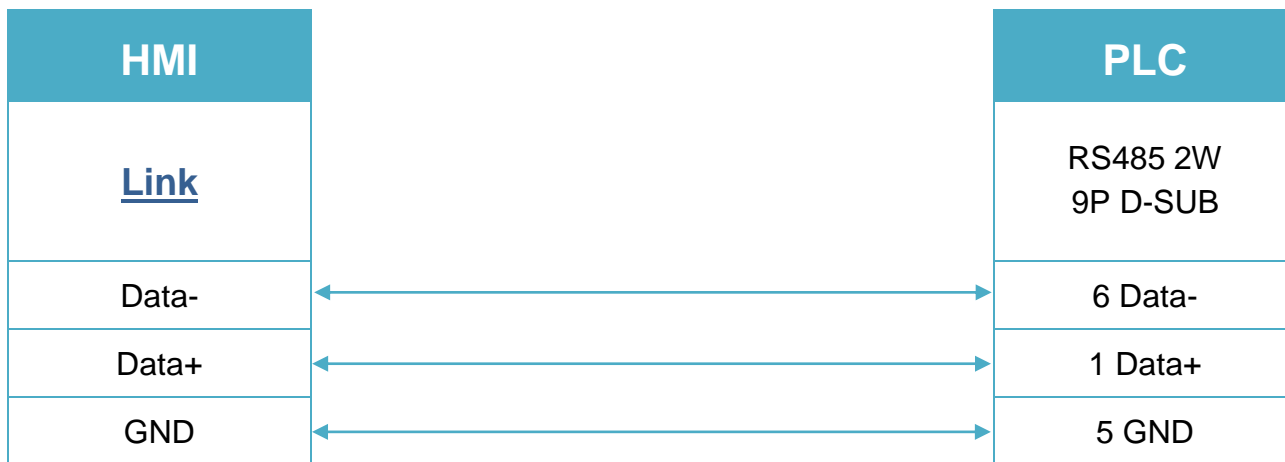 HMI
PLC
Link
RS485 2W
9P D-SUB
Data-
6 Data-
Data+
1 Data+
GND
5 GND